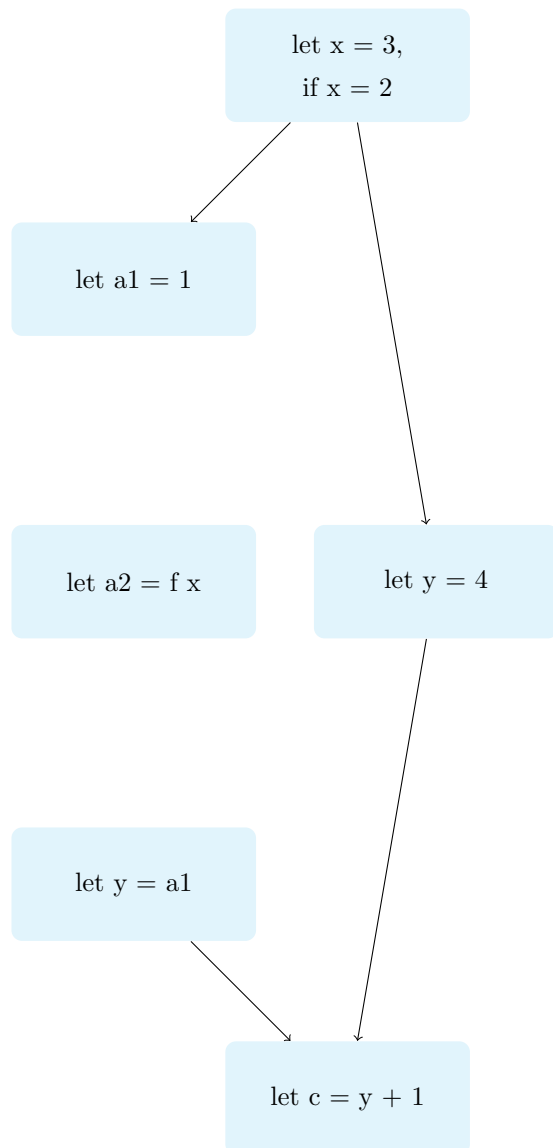 let x = 3,
if x = 2
let a1 = 1
let a2 = f x
let y = 4
let y = a1
let c = y + 1